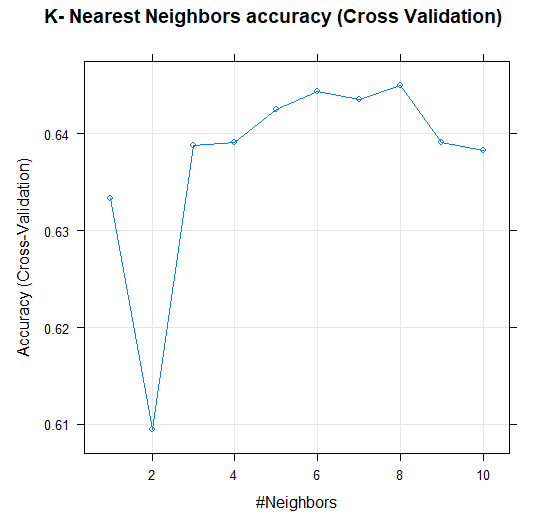 K- Nearest Neighbors accuracy (Cross Validation)
Accuracy (Cross-Validation)
0.64
0.63
0.62
0.61
2 4 6 8 10
#Neighbors